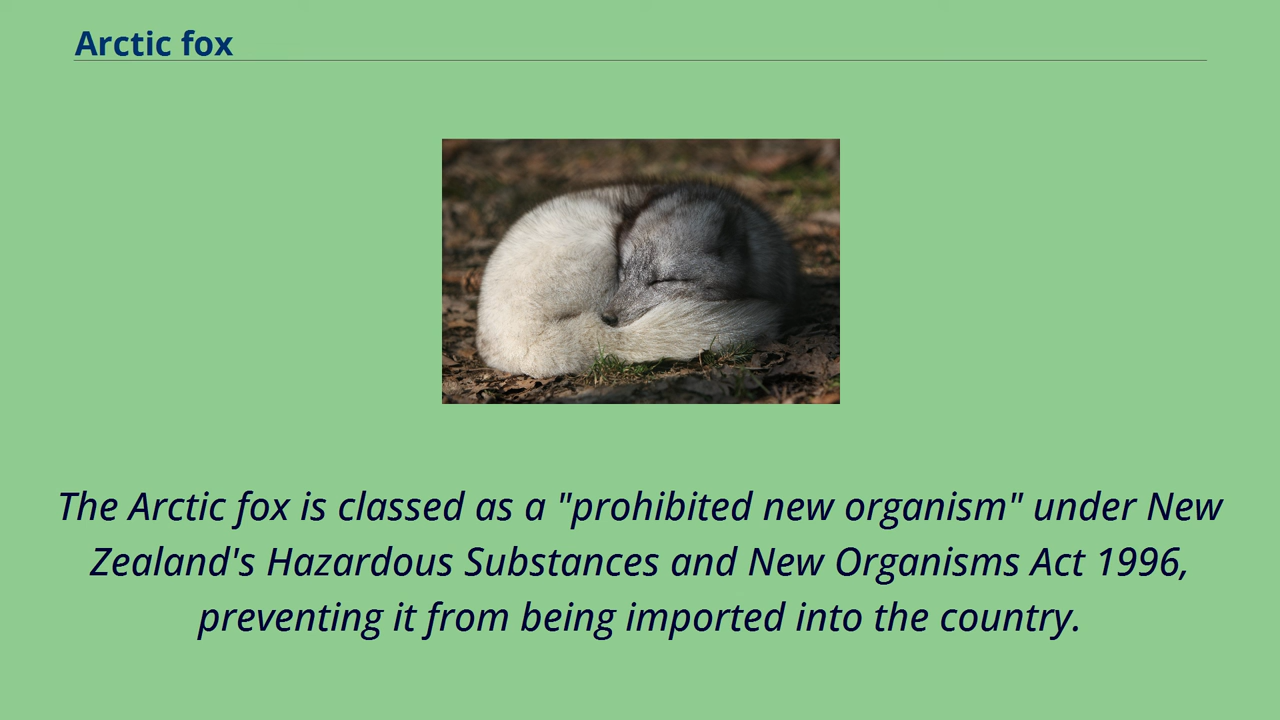 Arctic fox
The Arctic fox is classed as a "prohibited new organism" under New
Zealand's Hazardous Substances and New Organisms Act 1996,
preventing it from being imported into the country.